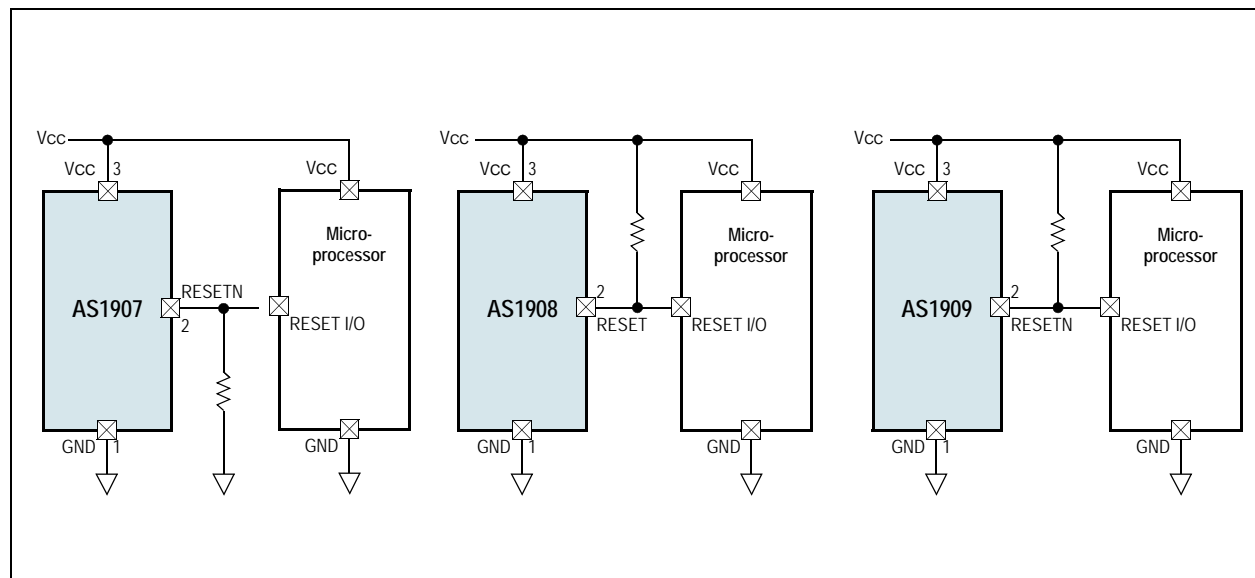 Vcc
Vcc 3
Vcc
Micro-
processor
AS1907
RESETN
2
RESET I/O
GND 1
GND
Vcc
Vcc 3
Vcc
Micro-
processor
AS1908
2
RESET
RESET I/O
GND 1
GND
Vcc
Vcc 3
Vcc
Micro-
processor
AS1909
2
RESETN
RESET I/O
GND 1
GND